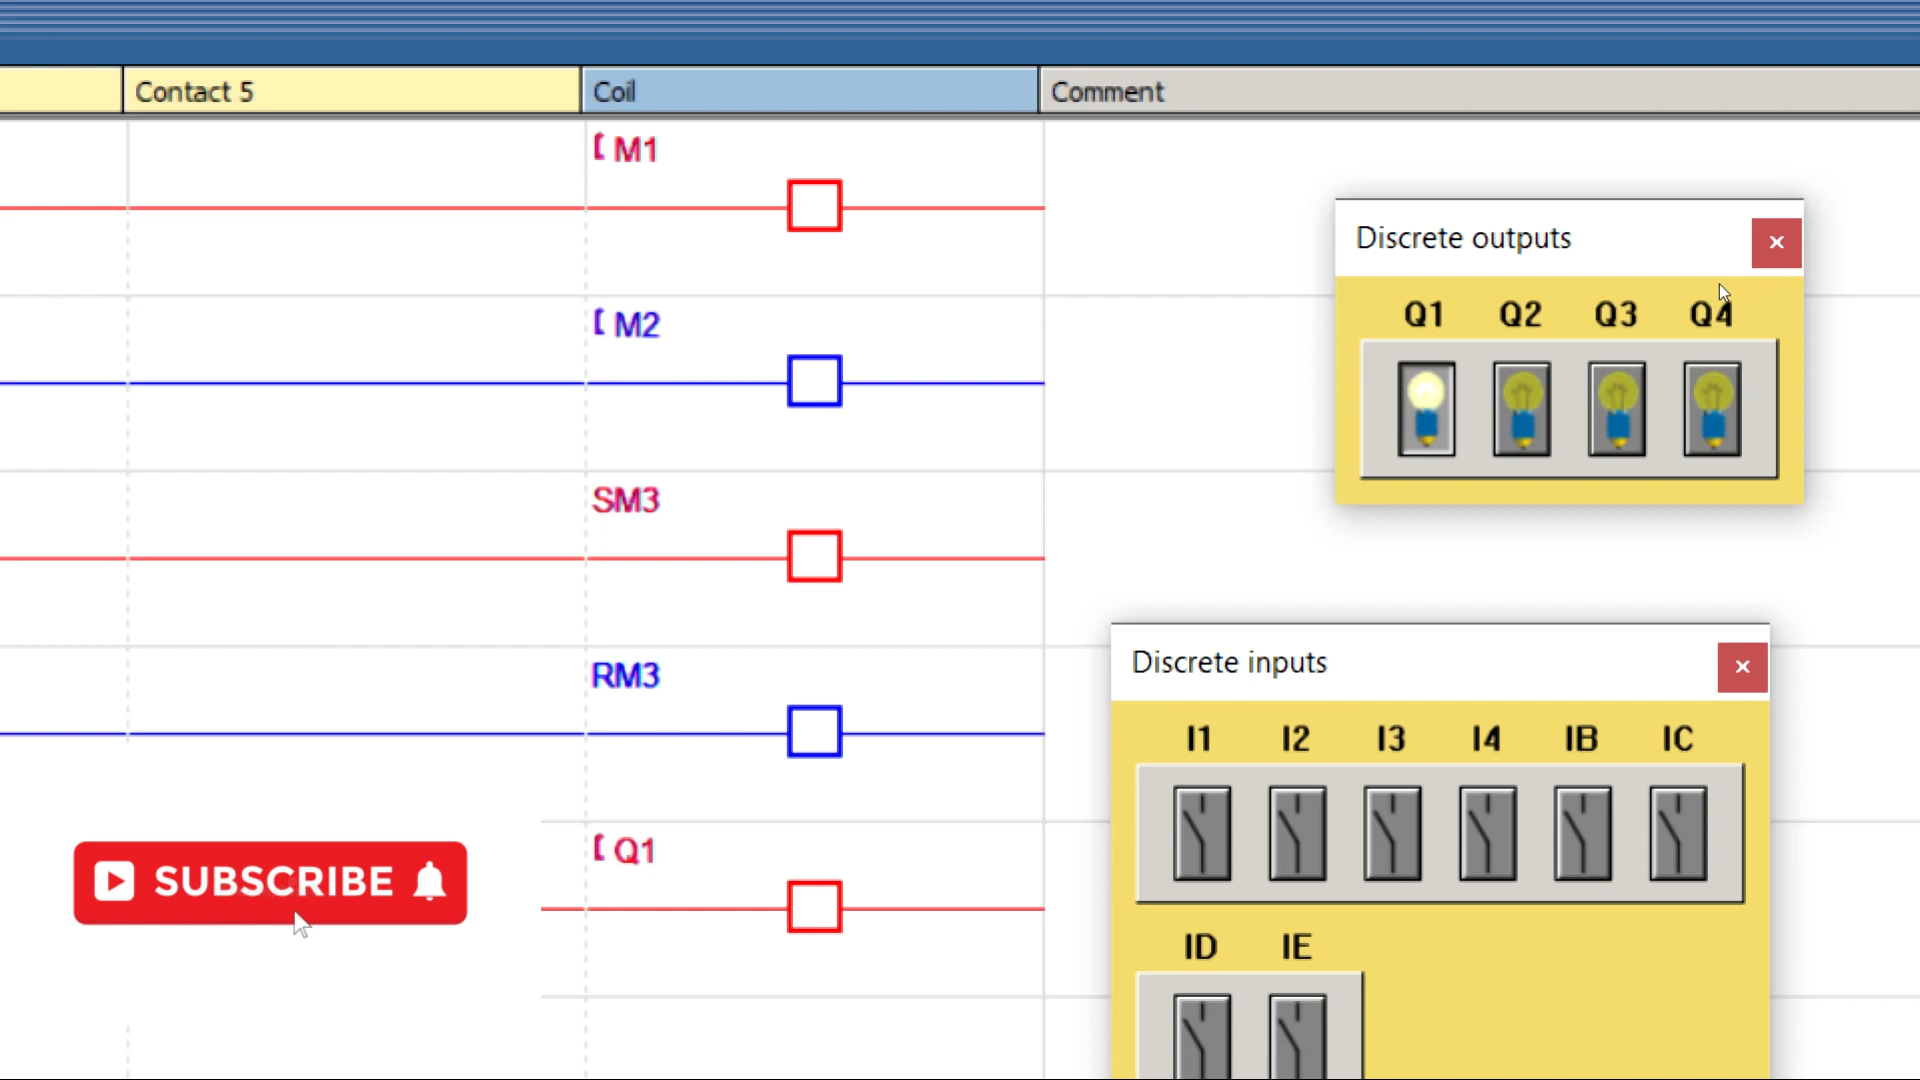 Contact 5
Coil
Comment
[ M1
Discrete outputs
Q1 Q2 Q3 Q4
[ M2
SM3
Discrete inputs
RM3
I1 I2 I3 I4 IB IC
[ Q1
SUBSCRIBE
ID IE